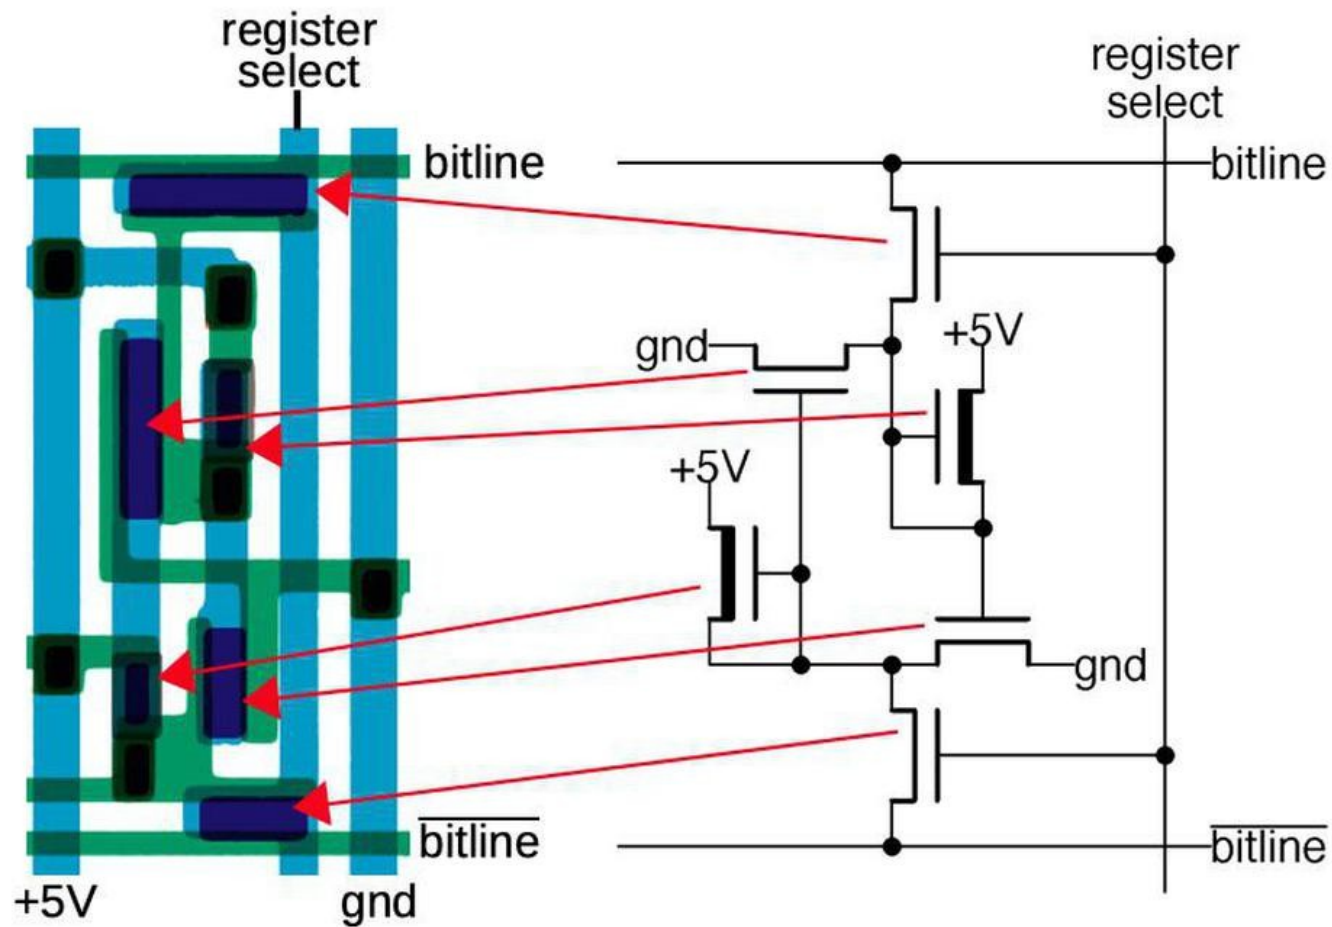 register
select
bitline
+5V
gnd
bitline
register
select
bitline
gnd
+5V
+5V
gnd
bitline